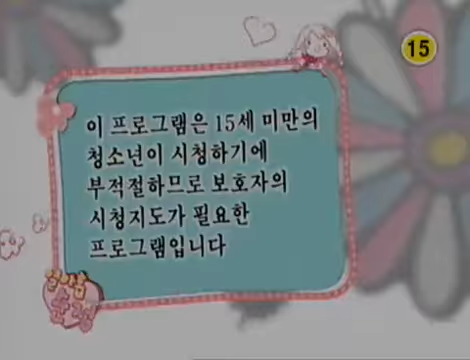 15
이 프로그램은 15세 미만의
청소년이 시청하기에
부적절하므로 보호자의
시청지도가 필요한
프로그램입니다